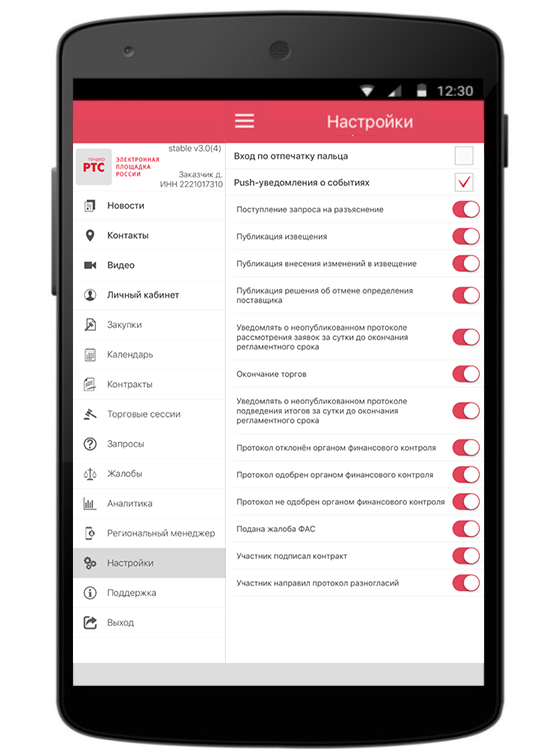 12:30
Настройки
stable v3.0(4)
тендер
РТС
ЭЛЕКТРОННАЯ
ПЛОЩАДКА
РОССИИ
Заказчик д.
ИНН 2221017310
Новости
Контакты
Видео
Личный кабинет
Закупки
Календарь
Контракты
Торговые сессии
Запросы
Жалобы
Аналитика
Региональный менеджер
Настройки
Поддержка
Выход
Вход по отпечатку пальца
Push-уведомления о событиях
Поступление запроса на разъяснение
Публикация извещения
Публикация внесения изменений в извещение
Публикация решения об отмене определения
поставщика
Уведомлять о неопубликованном протоколе
рассмотрения заявок за сутки до окончания
регламентного срока
Окончание торгов
Уведомлять о неопубликованном протоколе
подведения итогов за сутки до окончания
регламентного срока
Протокол отклонён органом финансового контроля
Протокол одобрен органом финансового контроля
Протокол не одобрен органом финансового контроля
Подана жалоба ФАС
Участник подписал контракт
Участник направил протокол разногласий